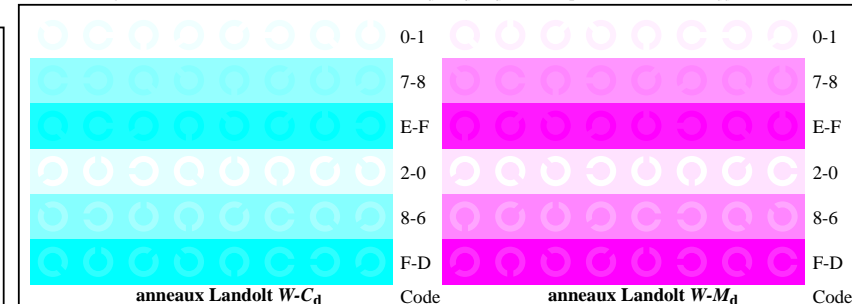 0-1 0-1
7-8 7-8
E-F E-F
2-0 2-0
8-6 8-6
F-D F-D
anneaux Landolt W-Cd Code anneaux Landolt W-Md Code